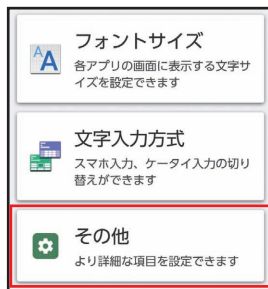 フォントサイズ
各アプリの画面に表示する文字サ
イズを設定できます
文字入力方式
スマホ入力、ケータイ入力の切り
替えができます
その他
より詳細な項目を設定できます